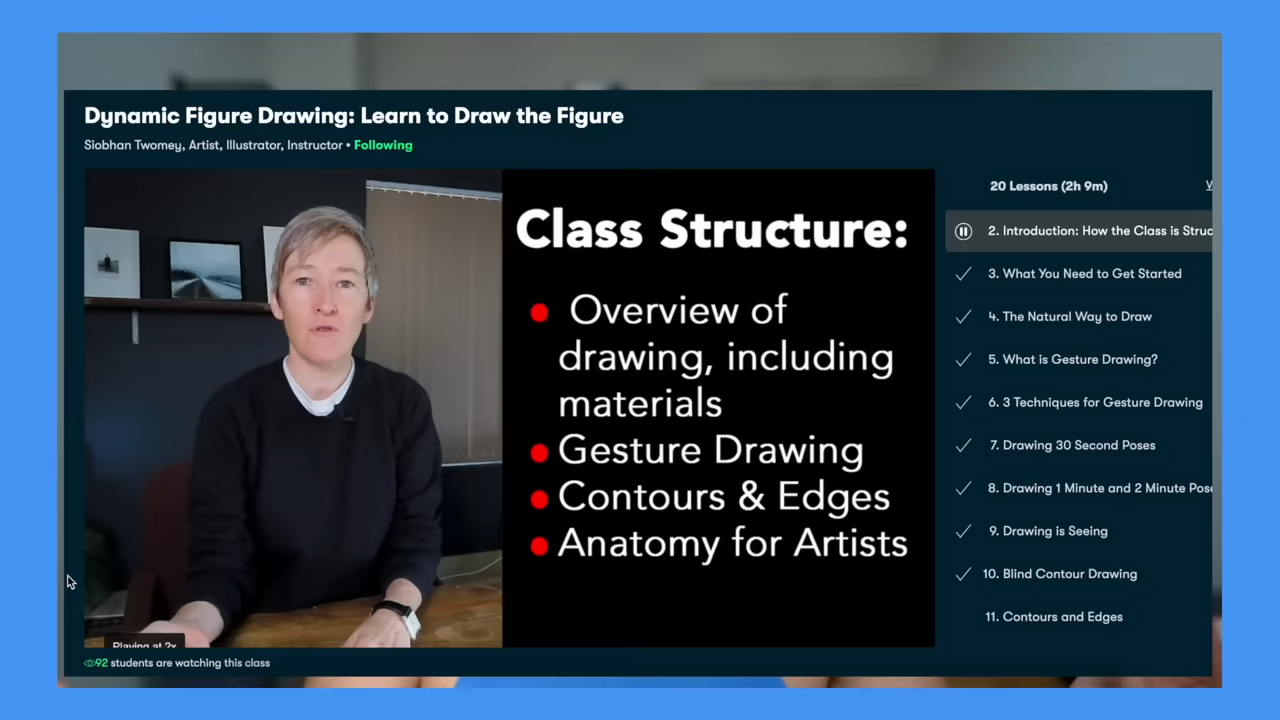 Dynamic Figure Drawing: Learn to Draw the Figure
Siobhan Twomey, Artist, Illustrator, Instructor • Following
Class Structure:
• Overview of
drawing, including
materials
• Gesture Drawing
• Contours & Edges
• Anatomy for Artists
Playing at 2x
92 students are watching this class
20 Lessons (2h 9m)
2. Introduction: How the Class is Struc
3. What You Need to Get Started
4. The Natural Way to Draw
5. What is Gesture Drawing?
6. 3 Techniques for Gesture Drawing
7. Drawing 30 Second Poses
8. Drawing 1 Minute and 2 Minute Pose
9. Drawing is Seeing
10. Blind Contour Drawing
11. Contours and Edges